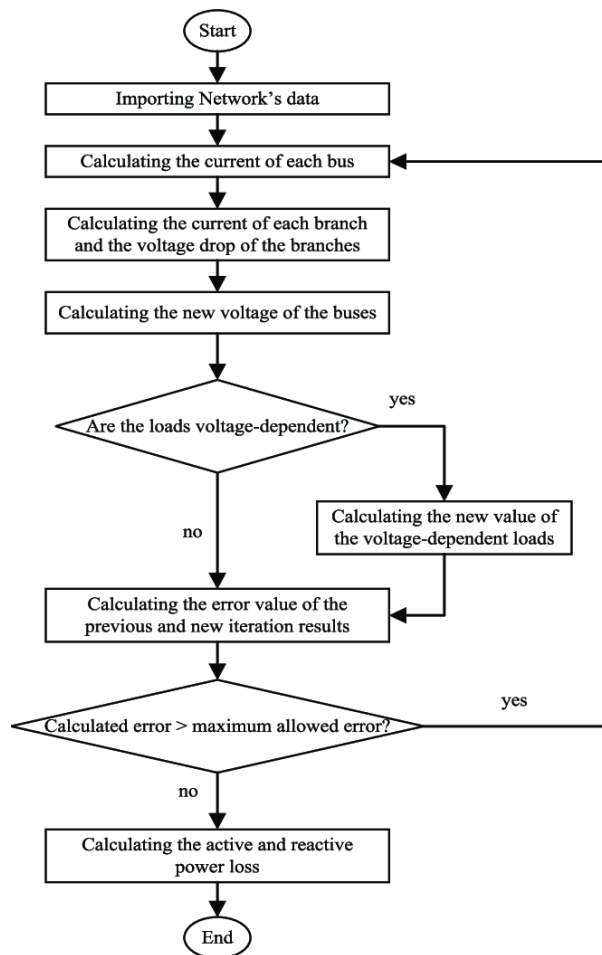 Start
Importing Network's data
Calculating the current of each bus
Calculating the current of each branch
and the voltage drop of the branches
Calculating the new voltage of the buses
Are the loads voltage-dependent?
yes
no
Calculating the new value of
the voltage-dependent loads
Calculating the error value of the
previous and new iteration results
Calculated error > maximum allowed error?
yes
no
Calculating the active and reactive
power loss
End